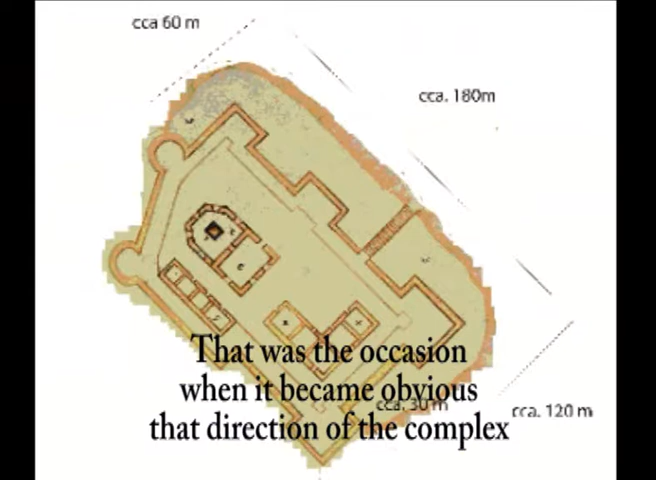 cca 60 m
cca. 180m
That was the occasion
when it became obvious
cca. 30 m
cca. 120 m
that direction of the complex